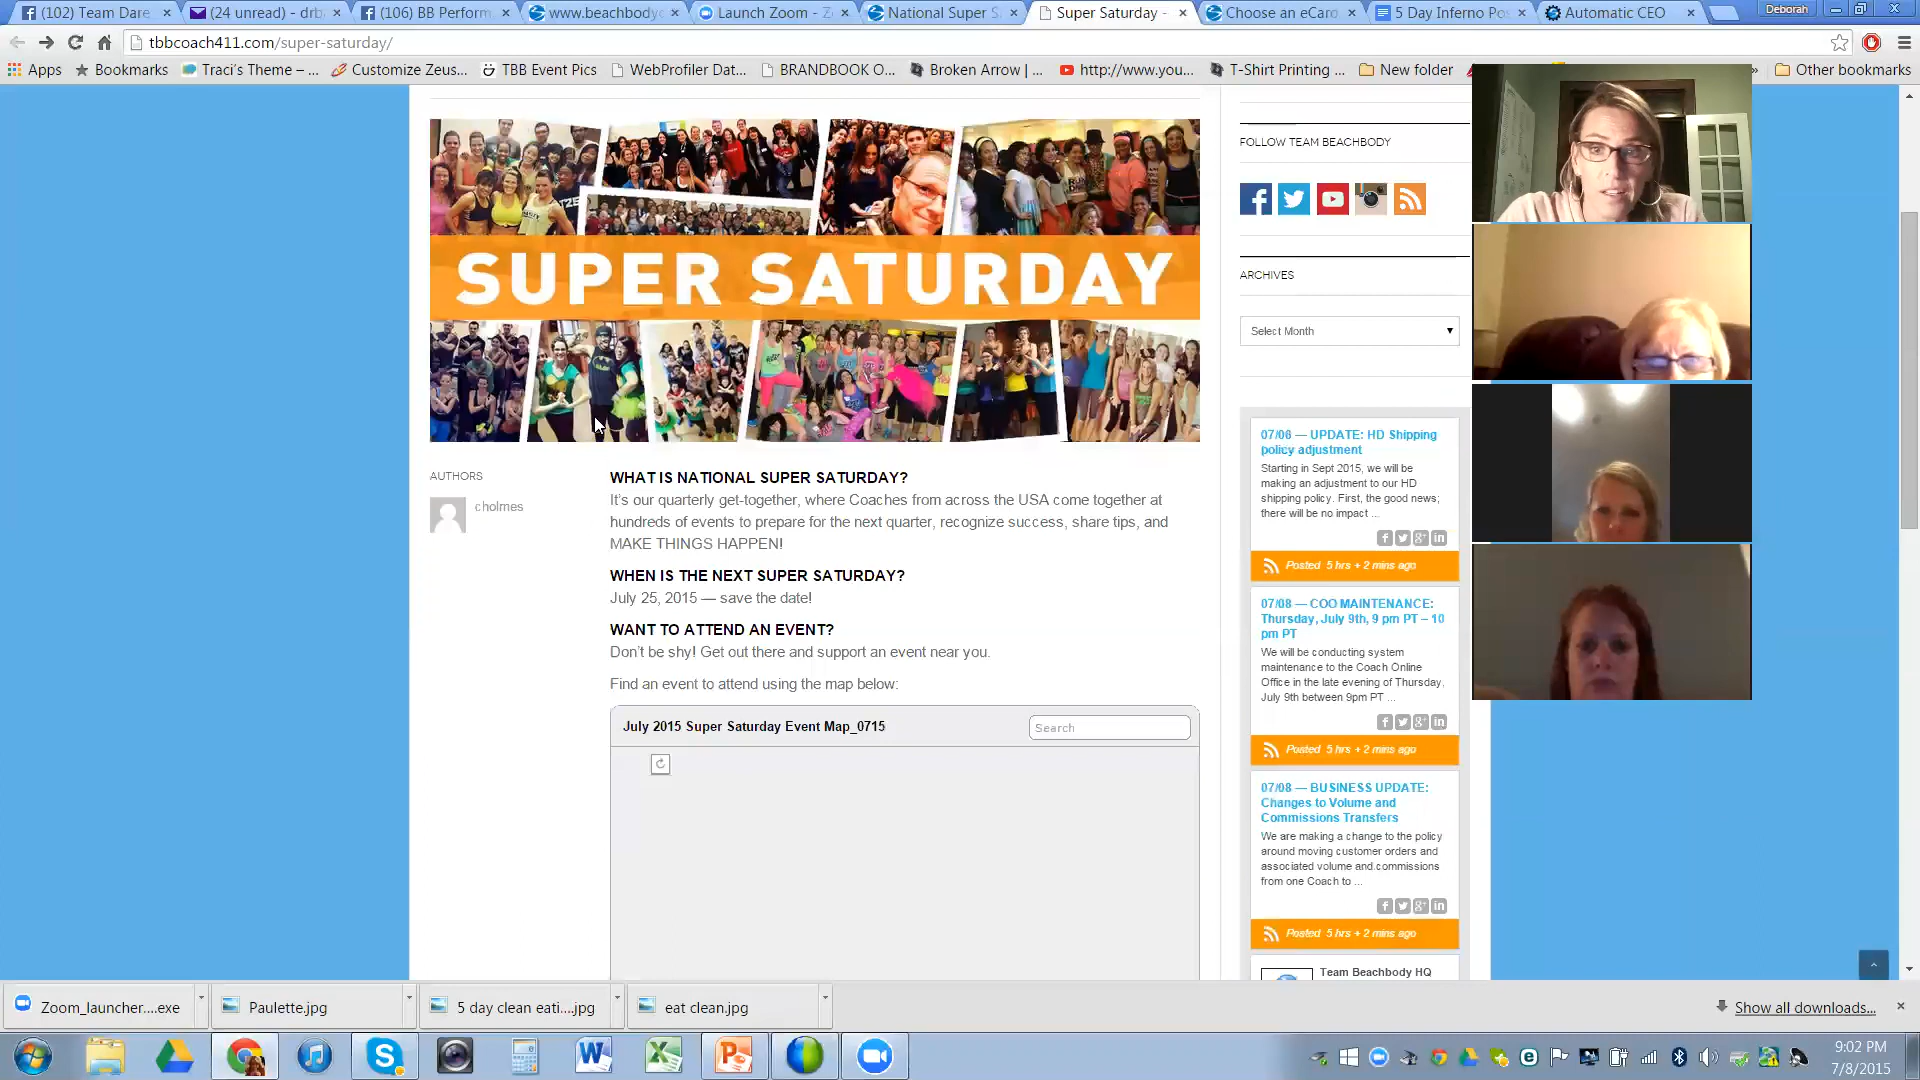 (102) Team Dare
(24 unread) - drb
(106) BB Perform
www.beachbodyc
Launch Zoom - Z
National Super S
Super Saturday -
Choose an eCard
5 Day Inferno Po
Automatic CEO
Deborah
tbbcoach411.com/super-saturday/
Apps
Bookmarks
Traci's Theme – ...
Customize Zeus...
TBB Event Pics
WebProfiler Dat...
BRANDBOOK O...
Broken Arrow | ...
http://www.you...
T-Shirt Printing ...
New folder
»
Other bookmarks
SUPER SATURDAY
AUTHORS
cholmes
WHAT IS NATIONAL SUPER SATURDAY?
It's our quarterly get-together, where Coaches from across the USA come together at
hundreds of events to prepare for the next quarter, recognize success, share tips, and
MAKE THINGS HAPPEN!
WHEN IS THE NEXT SUPER SATURDAY?
July 25, 2015 — save the date!
WANT TO ATTEND AN EVENT?
Don't be shy! Get out there and support an event near you.
Find an event to attend using the map below:
July 2015 Super Saturday Event Map_0715
Search
FOLLOW TEAM BEACHBODY
ARCHIVES
Select Month
07/06 — UPDATE: HD Shipping
policy adjustment
Starting in Sept 2015, we will be
making an adjustment to our HD
shipping policy. First, the good news;
there will be no impact ...
Posted 5 hrs + 2 mins ago
07/08 — COO MAINTENANCE:
Thursday, July 9th, 9 pm PT – 10
pm PT
We will be conducting system
maintenance to the Coach Online
Office in the late evening of Thursday,
July 9th between 9pm PT ...
Posted 5 hrs + 2 mins ago
07/08 — BUSINESS UPDATE:
Changes to Volume and
Commissions Transfers
We are making a change to the policy
around moving customer orders and
associated volume and commissions
from one Coach to ...
Posted 5 hrs + 2 mins ago
Team Beachbody HQ
Zoom_launcher....exe
Paulette.jpg
5 day clean eati....jpg
eat clean.jpg
Show all downloads...
9:02 PM
7/8/2015